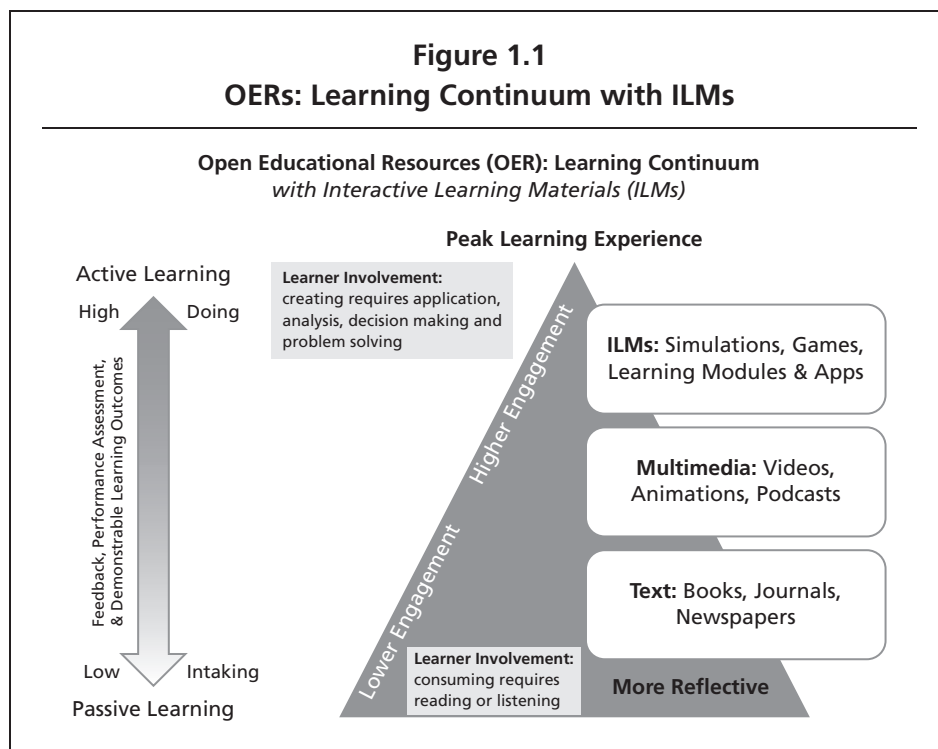 Figure 1.1
OERs: Learning Continuum with ILMs
Open Educational Resources (OER): Learning Continuum
with Interactive Learning Materials (ILMs)
Peak Learning Experience
Active Learning
High
Doing
Feedback, Performance Assessment,
& Demonstrable Learning Outcomes
Low
Intaking
Passive Learning
Learner Involvement:
creating requires application,
analysis, decision making and
problem solving
Higher Engagement
Lower Engagement
ILMs: Simulations, Games,
Learning Modules & Apps
Multimedia: Videos,
Animations, Podcasts
Text: Books, Journals,
Newspapers
Learner Involvement:
consuming requires
reading or listening
More Reflective